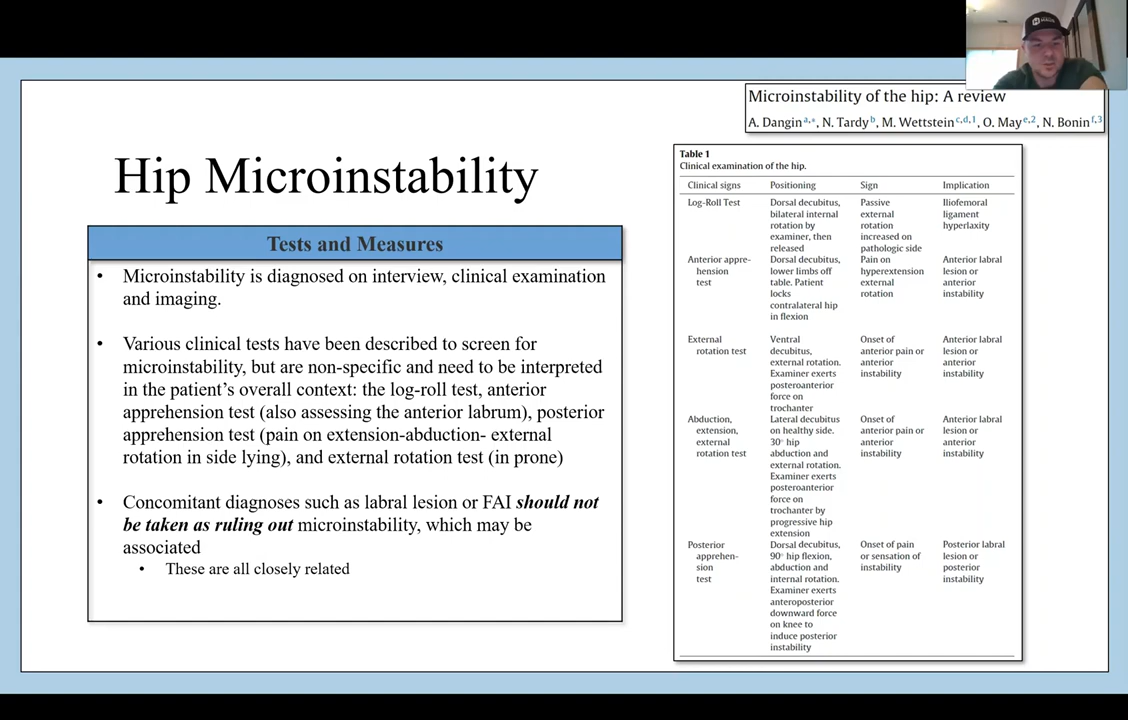 Microinstability of the hip: A review
A. Dangin a,*, N. Tardy b, M. Wettstein c,d,1, O. May e,2, N. Bonin f,3
Hip Microinstability
Tests and Measures
• Microinstability is diagnosed on interview, clinical examination
and imaging.
• Various clinical tests have been described to screen for
microinstability, but are non-specific and need to be interpreted
in the patient’s overall context: the log-roll test, anterior
apprehension test (also assessing the anterior labrum), posterior
apprehension test (pain on extension-abduction- external
rotation in side lying), and external rotation test (in prone)
• Concomitant diagnoses such as labral lesion or FAI should not
be taken as ruling out microinstability, which may be
associated
• These are all closely related
Table 1
Clinical examination of the hip.
Clinical signs Positioning Sign Implication
Log-Roll Test Dorsal decubitus, Passive Iliofemoral
bilateral internal external ligament
rotation by rotation hyperlaxity
examiner, then increased on
released pathologic side
Anterior appre- Dorsal decubitus, Pain on Anterior labral
hension lower limbs off hyperextension lesion or
test table. Patient external anterior
locks rotation instability
contralateral hip
in flexion
External Ventral Onset of Anterior labral
rotation test decubitus, anterior pain or lesion or
external rotation. anterior anterior
Examiner exerts instability instability
posteroanterior
force on
trochanter
Abduction, Lateral decubitus Onset of Anterior labral
extension, on healthy side. anterior pain or lesion or
external 30° hip anterior anterior
rotation test abduction and instability instability
external rotation.
Examiner exerts
posteroanterior
force on
trochanter by
progressive hip
extension
Posterior Dorsal decubitus, Onset of pain Posterior labral
apprehen- 90° hip flexion, or sensation of lesion or
sion abduction and instability posterior
test internal rotation. instability
Examiner exerts
anteroposterior
downward force
on knee to
induce posterior
instability